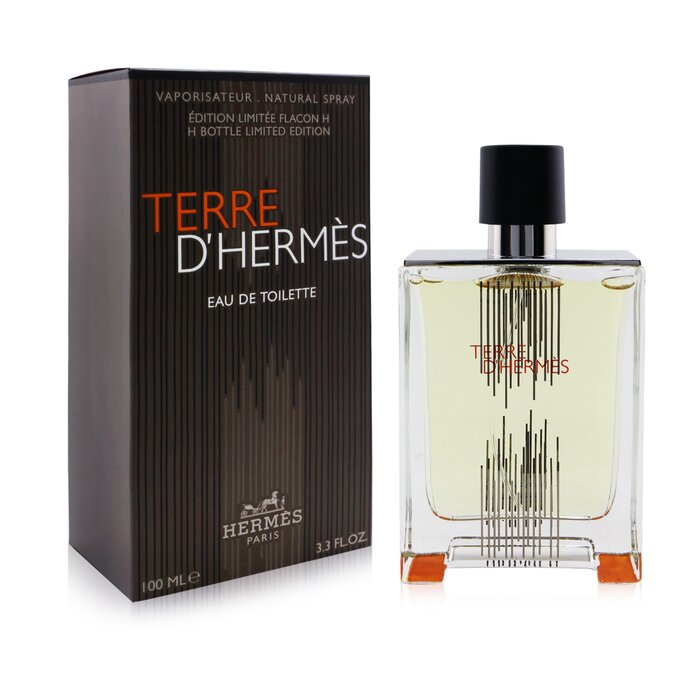 VAPORISATEUR . NATURAL SPRAY
ÉDITION LIMITÉE FLACON H
H BOTTLE LIMITED EDITION
TERRE
D'HERMÈS
EAU DE TOILETTE
HERMÈS
PARIS
100 ML e
3.3 FL.OZ.
TERRE
D'HERMÈS